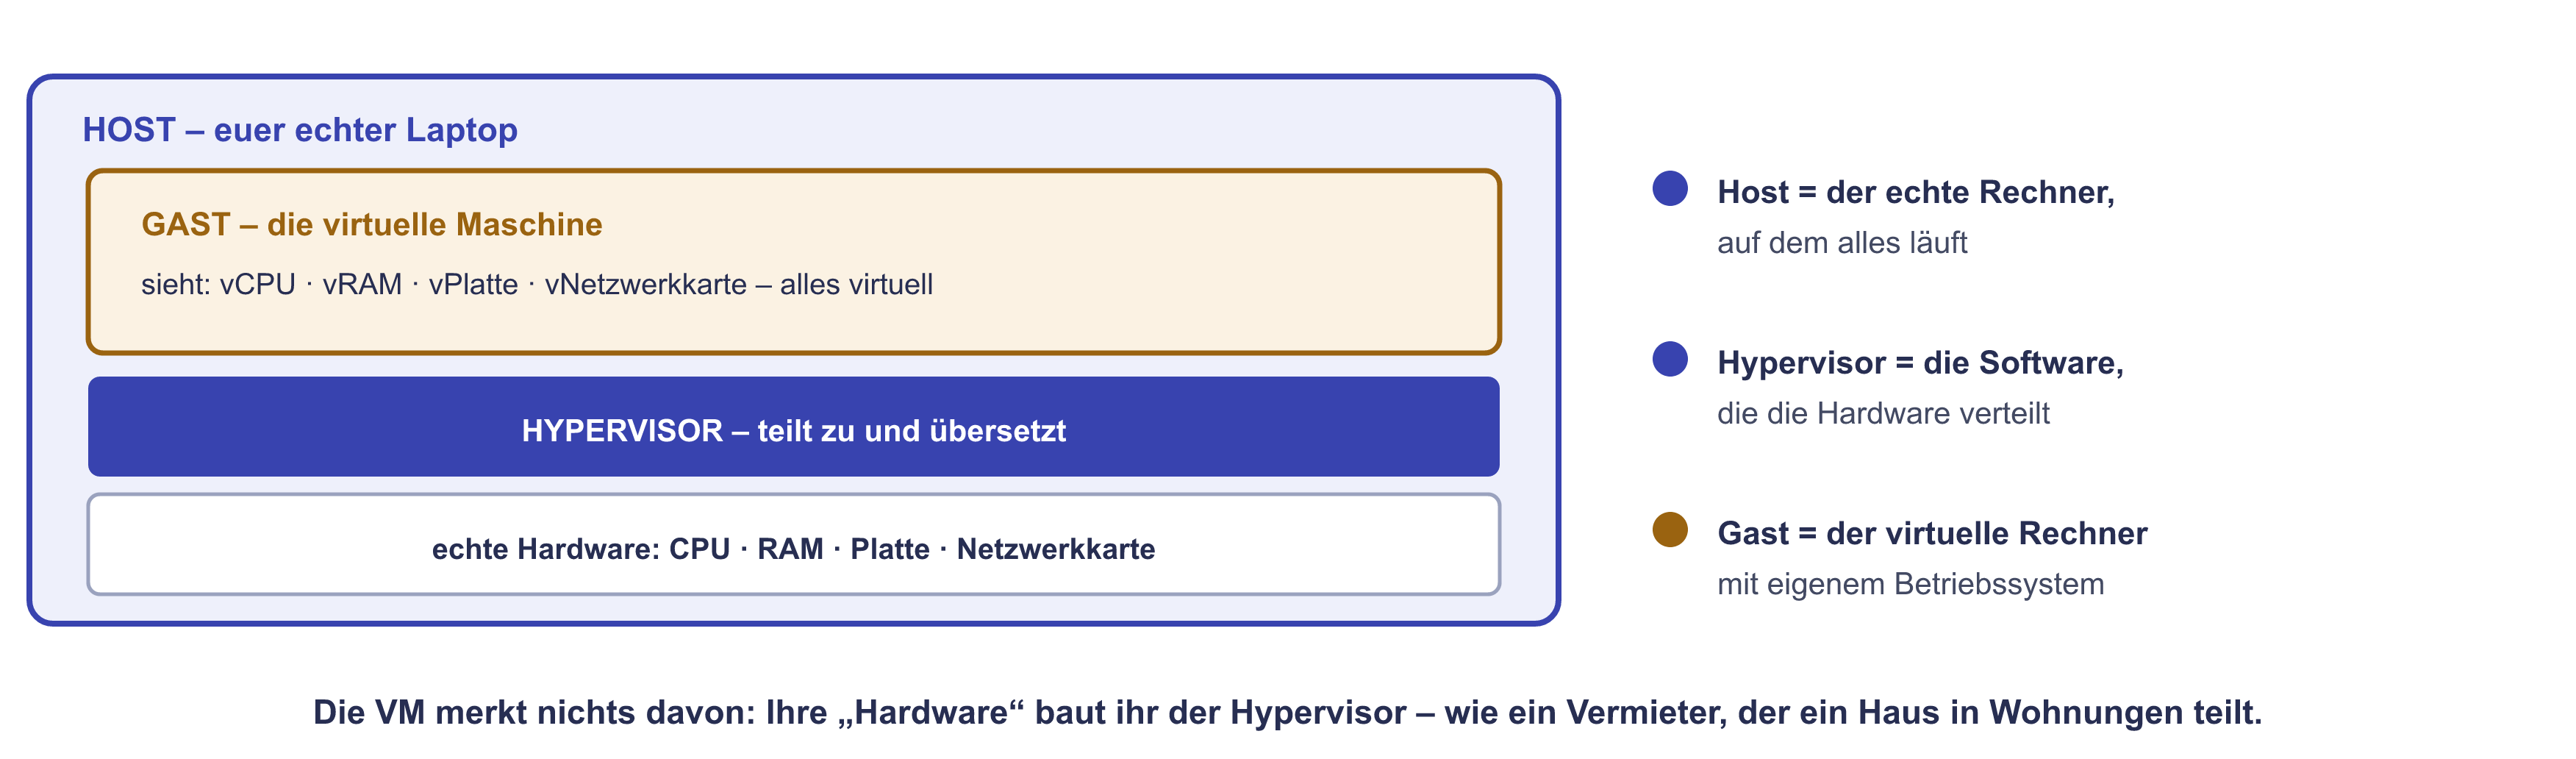 HOST – euer echter Laptop
GAST – die virtuelle Maschine
sieht: vCPU · vRAM · vPlatte · vNetzwerkkarte – alles virtuell
HYPERVISOR – teilt zu und übersetzt
echte Hardware: CPU · RAM · Platte · Netzwerkkarte
Host = der echte Rechner,
auf dem alles läuft
Hypervisor = die Software,
die die Hardware verteilt
Gast = der virtuelle Rechner
mit eigenem Betriebssystem
Die VM merkt nichts davon: Ihre „Hardware“ baut ihr der Hypervisor – wie ein Vermieter, der ein Haus in Wohnungen teilt.